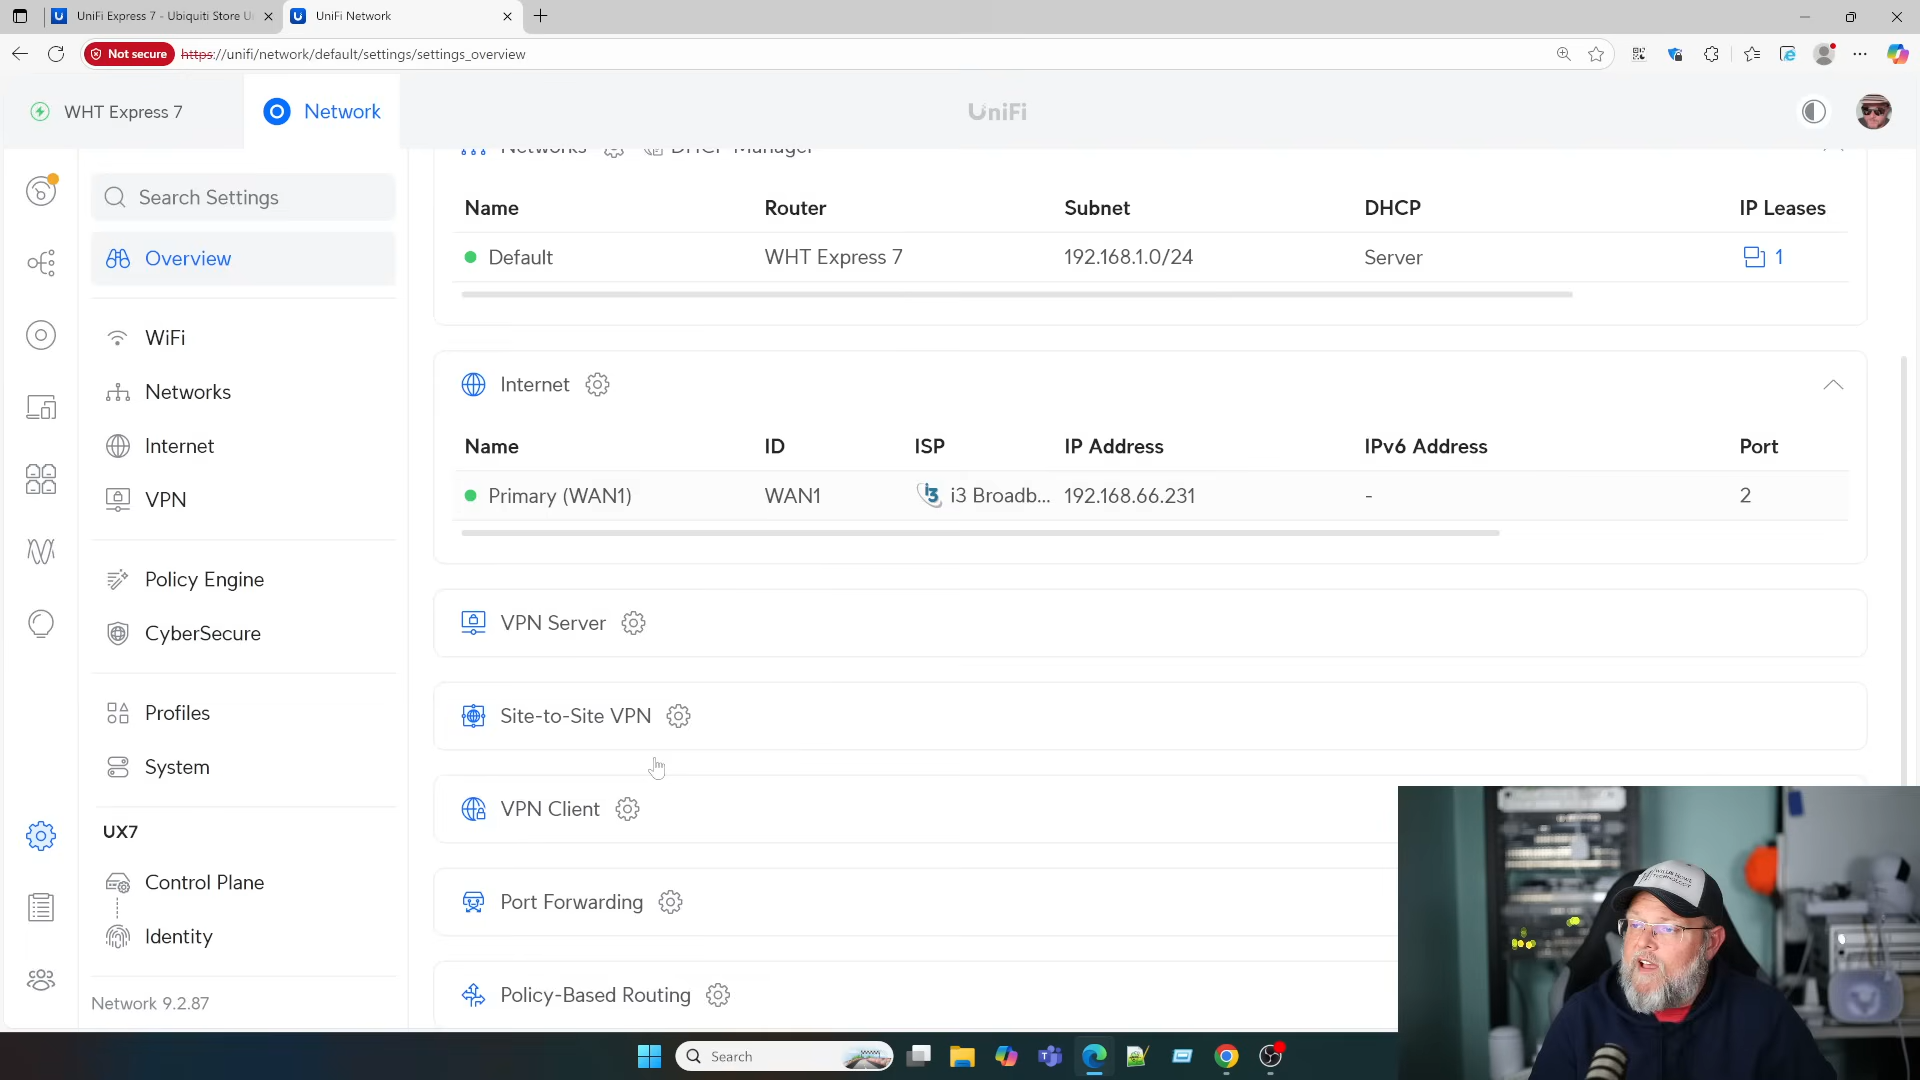 UniFi Express 7 - Ubiquiti Store U
UniFi Network
Not secure https://unifi/network/default/settings/settings_overview
WHT Express 7
Network
UniFi
Search Settings
Overview
WiFi
Networks
Internet
VPN
Policy Engine
CyberSecure
Profiles
System
UX7
Control Plane
Identity
Network 9.2.87
Networks DHCP Manager
Name Router Subnet DHCP IP Leases
Default WHT Express 7 192.168.1.0/24 Server 1
Internet
Name ID ISP IP Address IPv6 Address Port
Primary (WAN1) WAN1 i3 Broadb... 192.168.66.231 - 2
VPN Server
Site-to-Site VPN
VPN Client
Port Forwarding
Policy-Based Routing
Search